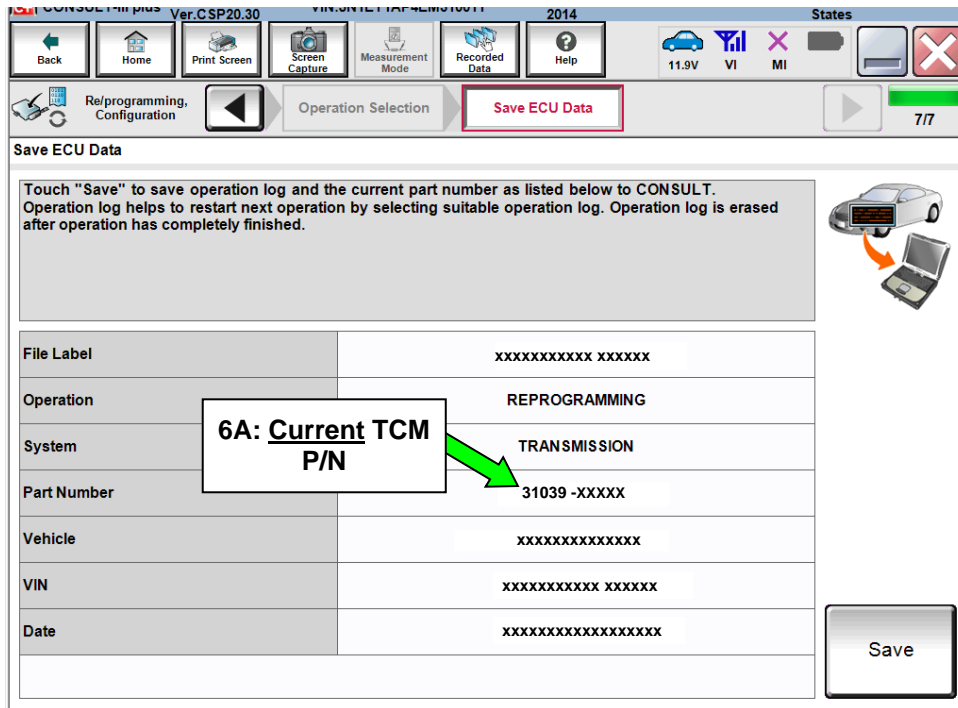 CONSULT-III plus Ver.CSP20.30 2014 States
Back
Home
Print Screen
Screen
Capture
Measurement
Mode
Recorded
Data
Help
11.9V
VI
MI
Re/programming,
Configuration
Operation Selection
Save ECU Data
7/7
Save ECU Data
Touch "Save" to save operation log and the current part number as listed below to CONSULT.
Operation log helps to restart next operation by selecting suitable operation log. Operation log is erased
after operation has completely finished.
File Label xxxxxxxxxxx xxxxxx
Operation REPROGRAMMING
6A: Current TCM
P/N
System TRANSMISSION
Part Number 31039 -XXXXX
Vehicle xxxxxxxxxxxxxx
VIN xxxxxxxxxxx xxxxxx
Date xxxxxxxxxxxxxxxxxx
Save